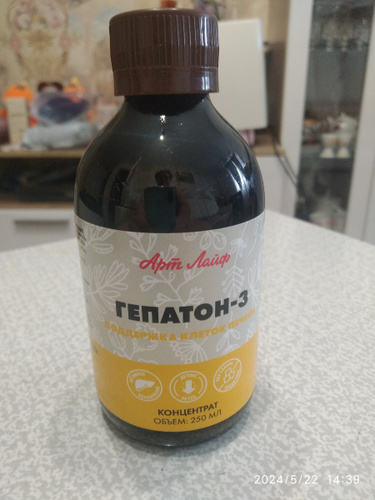 Арт Лайф
ГЕПАТОН-3
ПОДДЕРЖКА КЛЕТОК ПЕЧЕНИ
КОНЦЕНТРАТ
ОБЪЕМ: 250 МЛ
2024/5/22 14:39